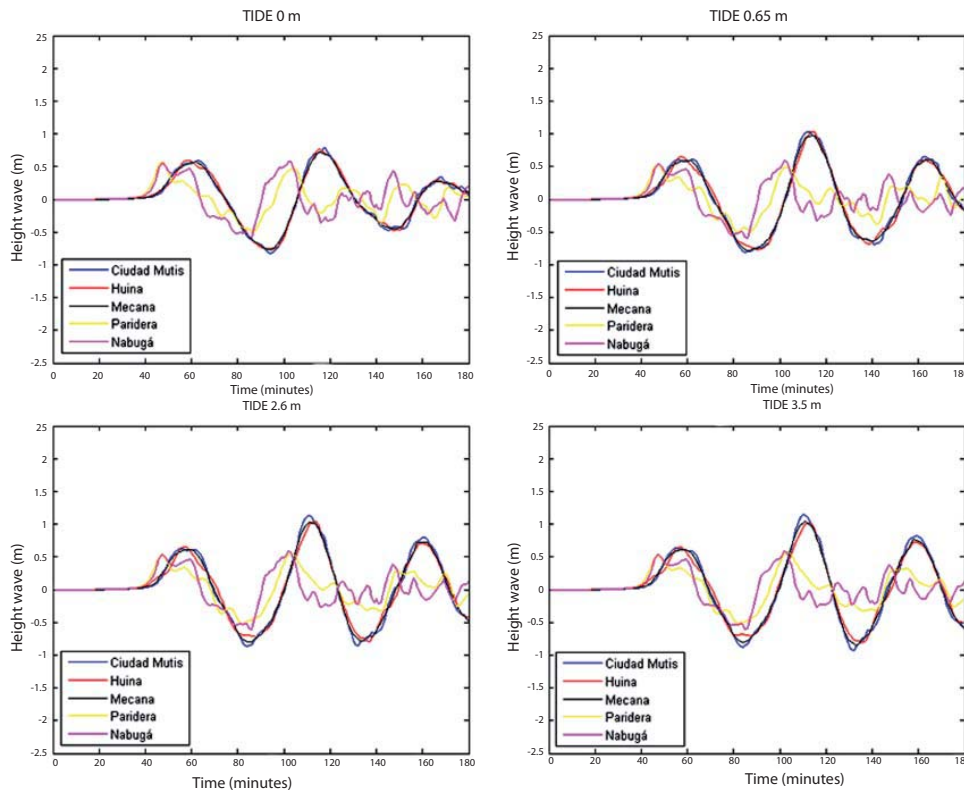 TIDE 0 m
25
2
1.5
1
0.5
0
-0.5
-1
-1.5
-2
-2.5
Height wave (m)
Ciudad Mutis
Huina
Mecana
Paridera
Nabugá
0 20 40 60 80 100 120 140 160 180
Time (minutes)
TIDE 0.65 m
25
2
1.5
1
0.5
0
-0.5
-1
-1.5
-2
-2.5
Height wave (m)
Ciudad Mutis
Huina
Mecana
Paridera
Nabugá
0 20 40 60 80 100 120 140 160 180
Time (minutes)
TIDE 2.6 m
25
2
1.5
1
0.5
0
-0.5
-1
-1.5
-2
-2.5
Height wave (m)
Ciudad Mutis
Huina
Mecana
Paridera
Nabugá
0 20 40 60 80 100 120 140 160 180
Time (minutes)
TIDE 3.5 m
25
2
1.5
1
0.5
0
-0.5
-1
-1.5
-2
-2.5
Height wave (m)
Ciudad Mutis
Huina
Mecana
Paridera
Nabugá
0 20 40 60 80 100 120 140 160 180
Time (minutes)